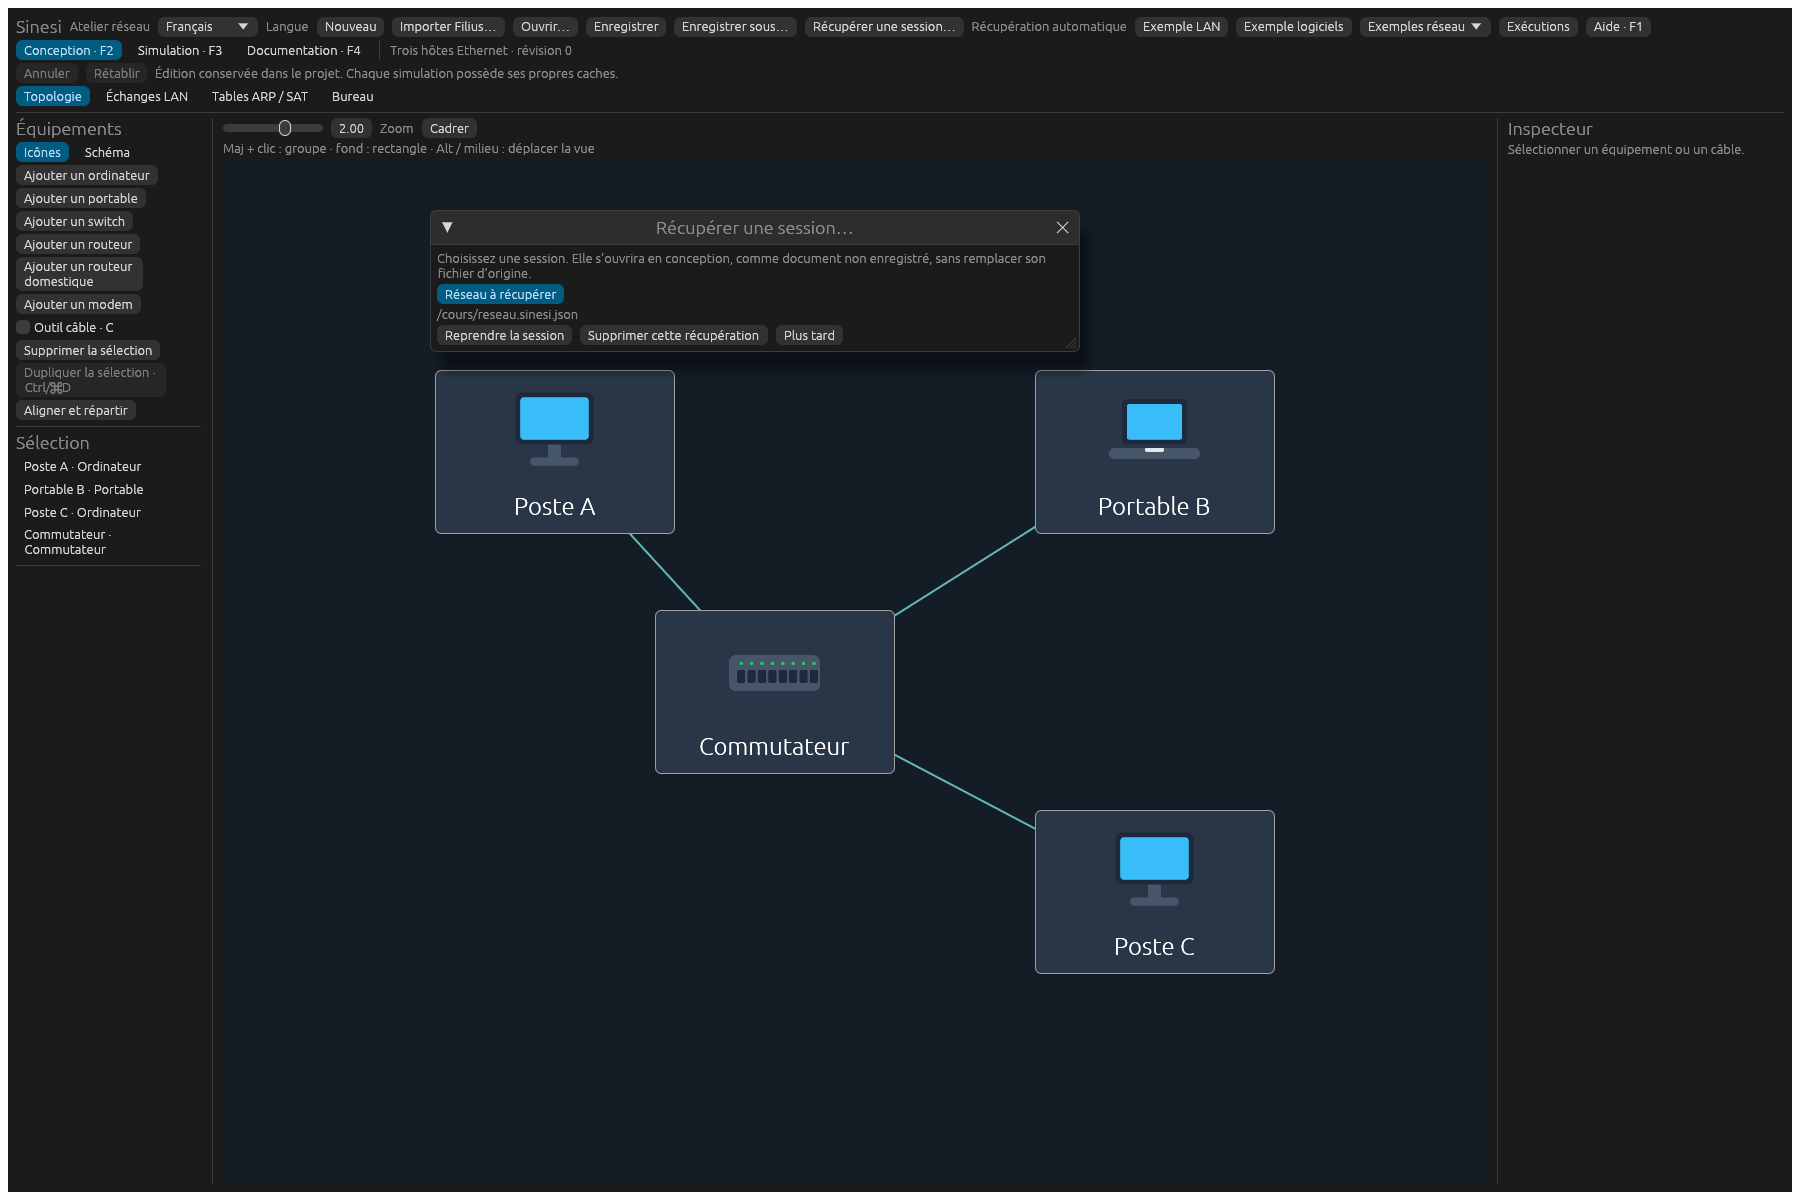 Sinesi Atelier réseau Français Langue Nouveau Importer Filius… Ouvrir… Enregistrer Enregistrer sous… Récupérer une session… Récupération automatique Exemple LAN Exemple logiciels Exemples réseau Exécutions Aide · F1
Conception · F2 Simulation · F3 Documentation · F4 Trois hôtes Ethernet · révision 0
Annuler Rétablir Édition conservée dans le projet. Chaque simulation possède ses propres caches.
Topologie Échanges LAN Tables ARP / SAT Bureau
Équipements
Icônes Schéma
Ajouter un ordinateur
Ajouter un portable
Ajouter un switch
Ajouter un routeur
Ajouter un routeur
domestique
Ajouter un modem
Outil câble · C
Supprimer la sélection
Dupliquer la sélection ·
Ctrl/⌘D
Aligner et répartir
Sélection
Poste A · Ordinateur
Portable B · Portable
Poste C · Ordinateur
Commutateur ·
Commutateur
2.00 Zoom Cadrer
Maj + clic : groupe · fond : rectangle · Alt / milieu : déplacer la vue
Récupérer une session…
Choisissez une session. Elle s’ouvrira en conception, comme document non enregistré, sans remplacer son
fichier d’origine.
Réseau à récupérer
/cours/reseau.sinesi.json
Reprendre la session Supprimer cette récupération Plus tard
Poste A
Portable B
Commutateur
Poste C
Inspecteur
Sélectionner un équipement ou un câble.